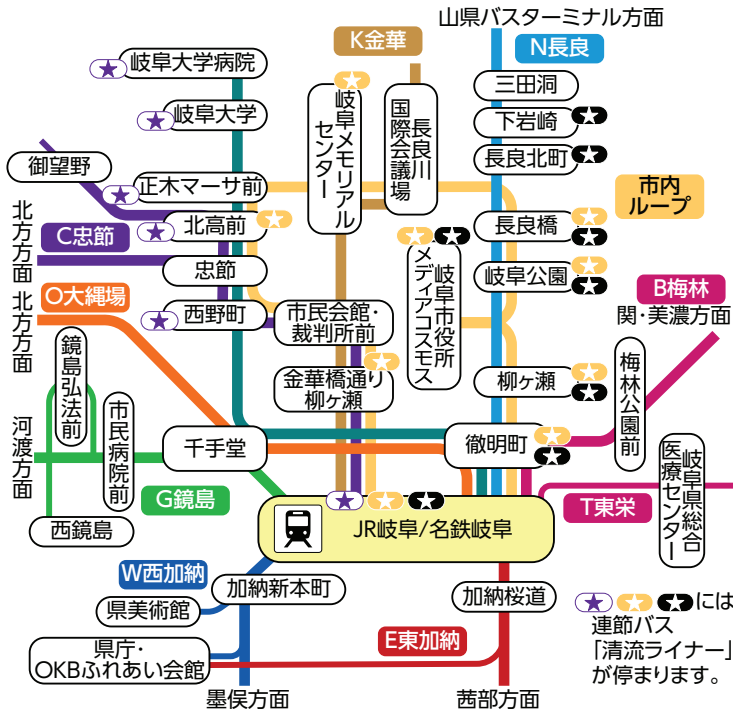 山県バスターミナル方面
K金華
N長良
岐阜大学病院
岐阜大学
御望野
正木マーサ前
北高前
C忠節
忠節
西野町
北方方面
北方方面
O大縄場
岐阜メモリアル
センター
長良川
国際会議場
三田洞
下岩崎
長良北町
長良橋
岐阜公園
市内
ループ
岐阜市役所
メディアコスモス
市民会館・
裁判所前
金華橋通り
柳ヶ瀬
柳ヶ瀬
B梅林
関・美濃方面
梅林公園前
鏡島弘法前
市民病院前
河渡方面
千手堂
徹明町
G鏡島
西鏡島
JR岐阜/名鉄岐阜
T東栄
岐阜県総合
医療センター
W西加納
加納新本町
県美術館
加納桜道
県庁・
OKBふれあい会館
E東加納
墨俣方面
茜部方面
には
連節バス
「清流ライナー」
が停まります。